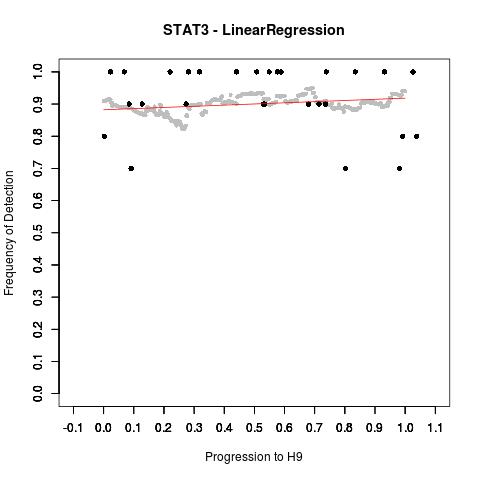 STAT3 - LinearRegression
Frequency of Detection
1.0
0.9
0.8
0.7
0.6
0.5
0.4
0.3
0.2
0.1
0.0
-0.1 0.0 0.1 0.2 0.3 0.4 0.5 0.6 0.7 0.8 0.9 1.0 1.1
Progression to H9